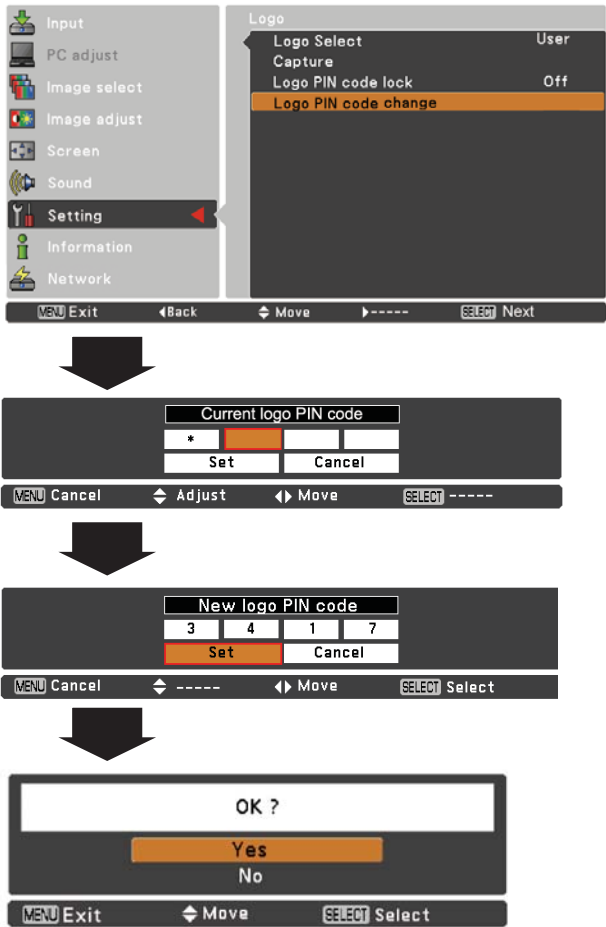 Input
PC adjust
Image select
Image adjust
Screen
Sound
Setting
Information
Network
Logo
Logo Select User
Capture
Logo PIN code lock Off
Logo PIN code change
MENU Exit Back Move ----- SELECT Next
Current logo PIN code
*
Set Cancel
MENU Cancel Adjust Move SELECT -----
New logo PIN code
3 4 1 7
Set Cancel
MENU Cancel ----- Move SELECT Select
OK ?
Yes
No
MENU Exit Move SELECT Select